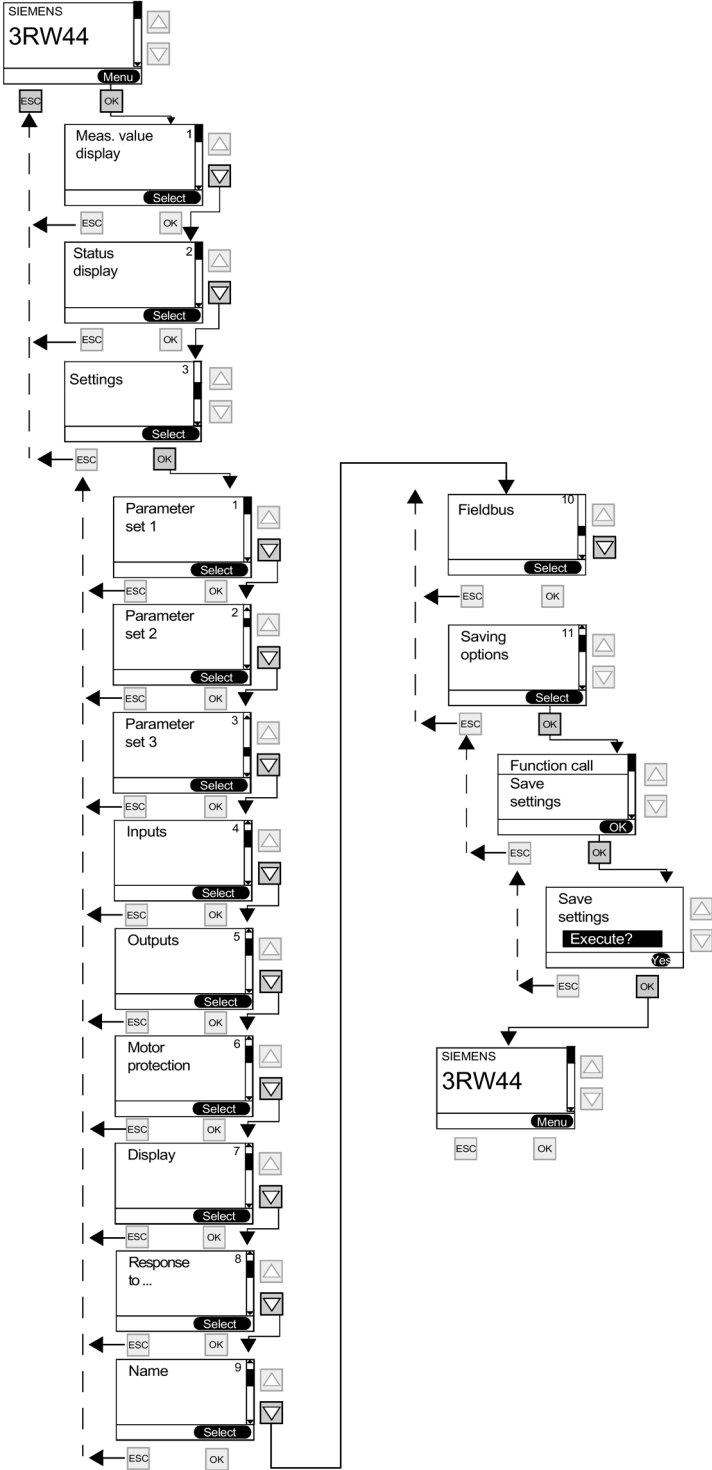 SIEMENS
3RW44
Menu
ESC
OK
Meas. value
display
1
Select
ESC
OK
Status
display
2
Select
ESC
OK
Settings
3
Select
ESC
OK
Parameter
set 1
1
Select
ESC
OK
Parameter
set 2
2
Select
ESC
OK
Parameter
set 3
3
Select
ESC
OK
Inputs
4
Select
ESC
OK
Outputs
5
Select
ESC
OK
Motor
protection
6
Select
ESC
OK
Display
7
Select
ESC
OK
Response
to ...
8
Select
ESC
OK
Name
9
Select
ESC
OK
Fieldbus
10
Select
ESC
OK
Saving
options
11
Select
ESC
OK
Function call
Save
settings
OK
ESC
OK
Save
settings
Execute?
Yes
ESC
OK
SIEMENS
3RW44
Menu
ESC
OK